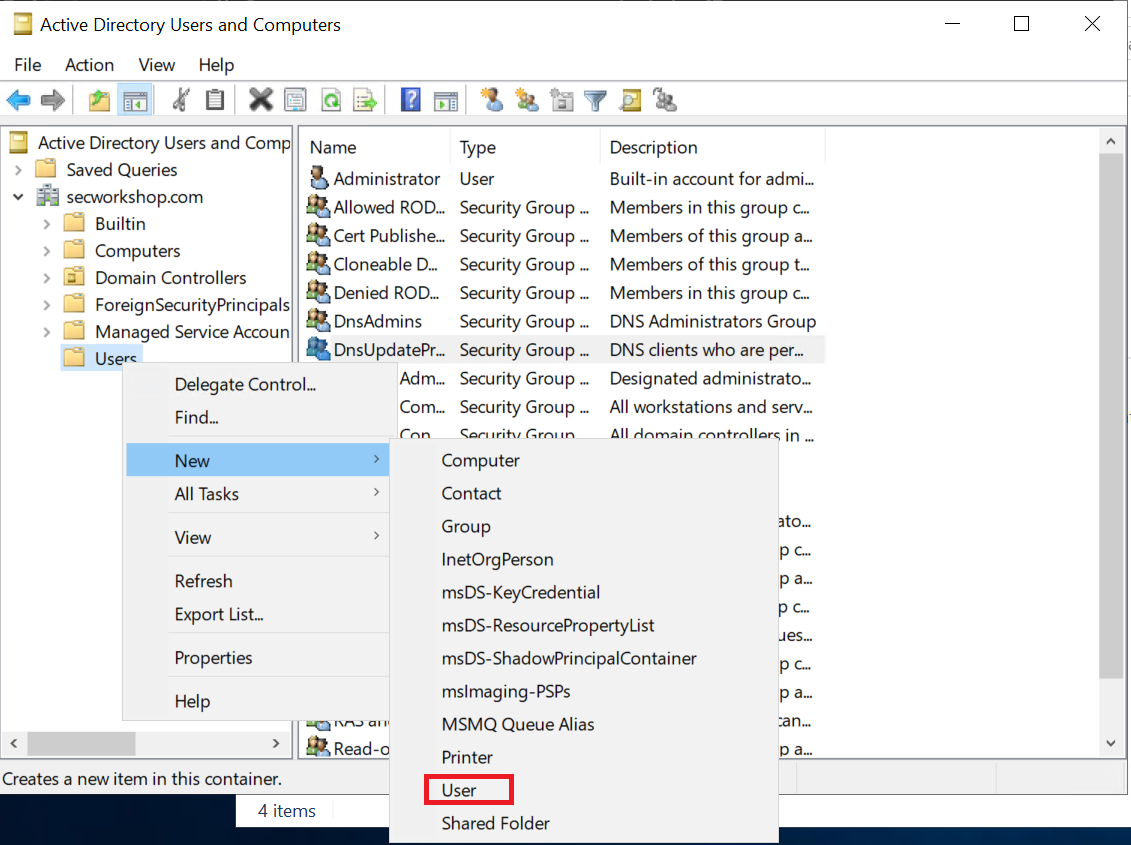 Active Directory Users and Computers
File Action View Help
Active Directory Users and Comp
Saved Queries
secworkshop.com
Builtin
Computers
Domain Controllers
ForeignSecurityPrincipals
Managed Service Accoun
Users
Name Type Description
Administrator User Built-in account for admi...
Allowed ROD... Security Group ... Members in this group c...
Cert Publishe... Security Group ... Members of this group a...
Cloneable D... Security Group ... Members of this group t...
Denied ROD... Security Group ... Members in this group c...
DnsAdmins Security Group ... DNS Administrators Group
DnsUpdatePr... Security Group ... DNS clients who are per...
Adm... Security Group ... Designated administrato...
Com... Security Group ... All workstations and serv...
Con Security Group ... All domain controllers in ...
ato...
p c...
p a...
p c...
ues...
p c...
p a...
can...
RAS an
Read-o p a...
Delegate Control...
Find...
New
All Tasks
View
Refresh
Export List...
Properties
Help
Computer
Contact
Group
InetOrgPerson
msDS-KeyCredential
msDS-ResourcePropertyList
msDS-ShadowPrincipalContainer
msImaging-PSPs
MSMQ Queue Alias
Printer
User
Shared Folder
Creates a new item in this container.
4 items